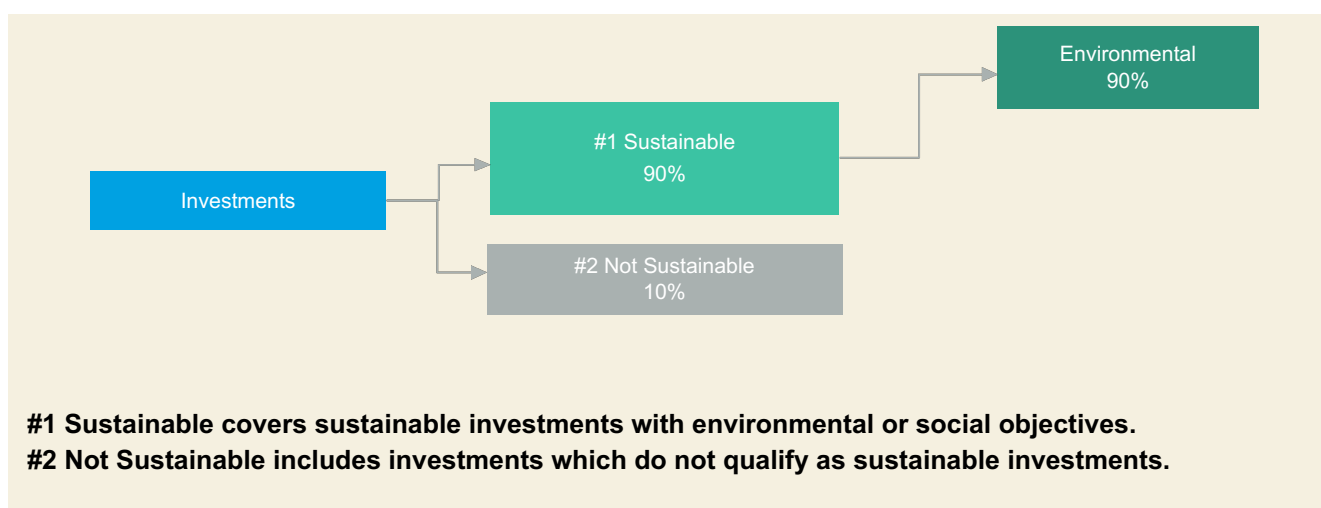 Environmental
90%
#1 Sustainable
90%
Investments
#2 Not Sustainable
10%
#1 Sustainable covers sustainable investments with environmental or social objectives.
#2 Not Sustainable includes investments which do not qualify as sustainable investments.